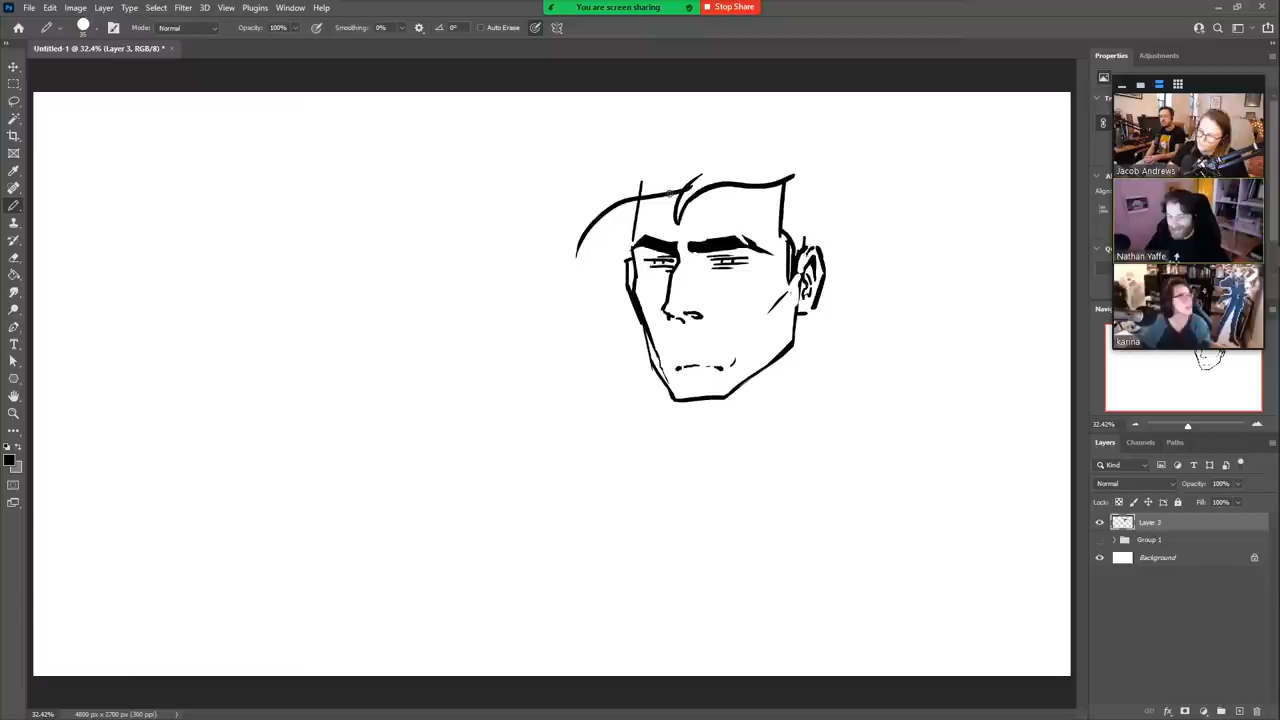 Ps File Edit Image Layer Type Select Filter 3D View Plugins Window Help
You are screen sharing Stop Share
35 Mode: Normal Opacity: 100% Smoothing: 0% 0° Auto Erase
Untitled-1 @ 32.4% (Layer 3, RGB/8) *
Properties Adjustments
Jacob Andrews
Nathan Yaffe
karina
32.42%
Layers Channels Paths
Kind
Normal Opacity: 100%
Lock: Fill: 100%
Layer 3
Group 1
Background
32.42% 4800 px x 2700 px (300 ppi)